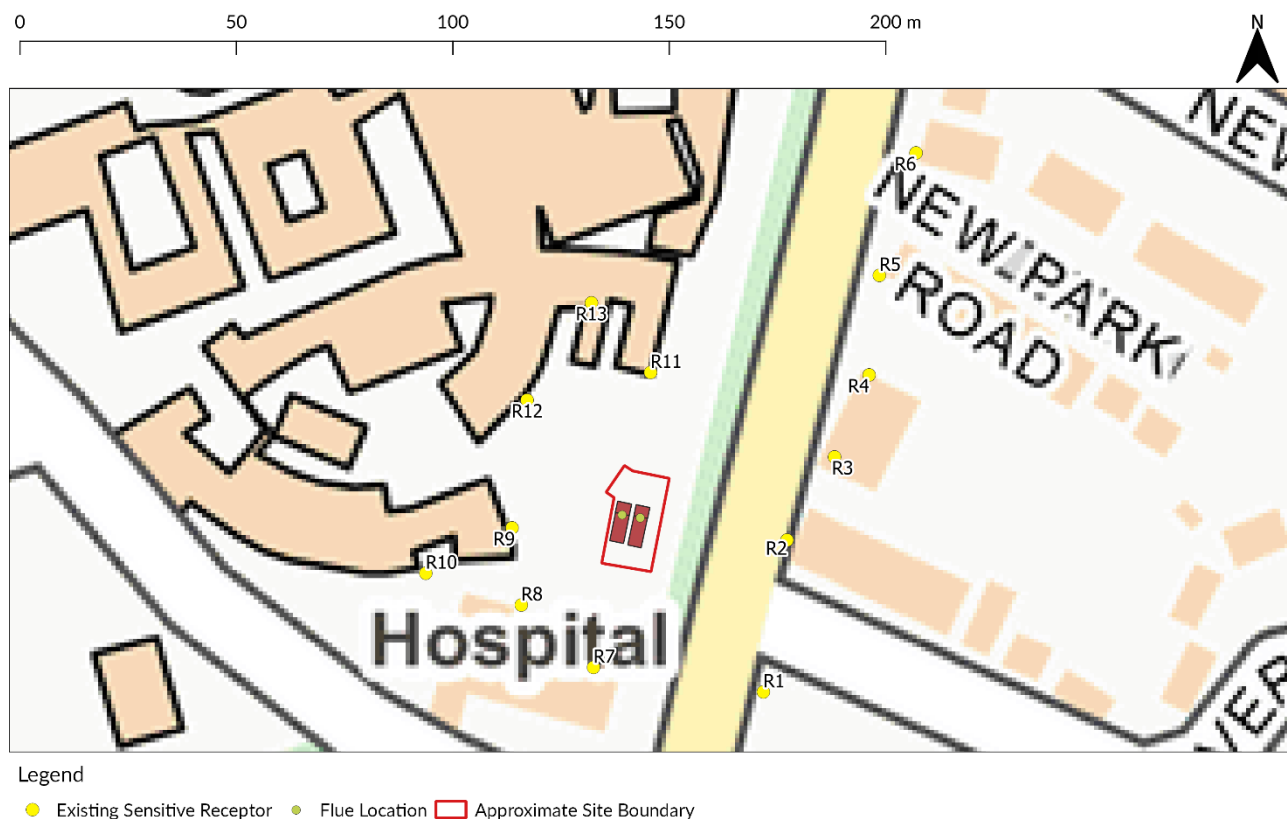 0 50 100 150 200 m
N
NEW
R6
NEW PARK
ROAD
R5
R13
R11
R4
R12
R3
R9
R2
R10
R8
Hospital
R7
R1
Legend
Existing Sensitive Receptor Flue Location Approximate Site Boundary